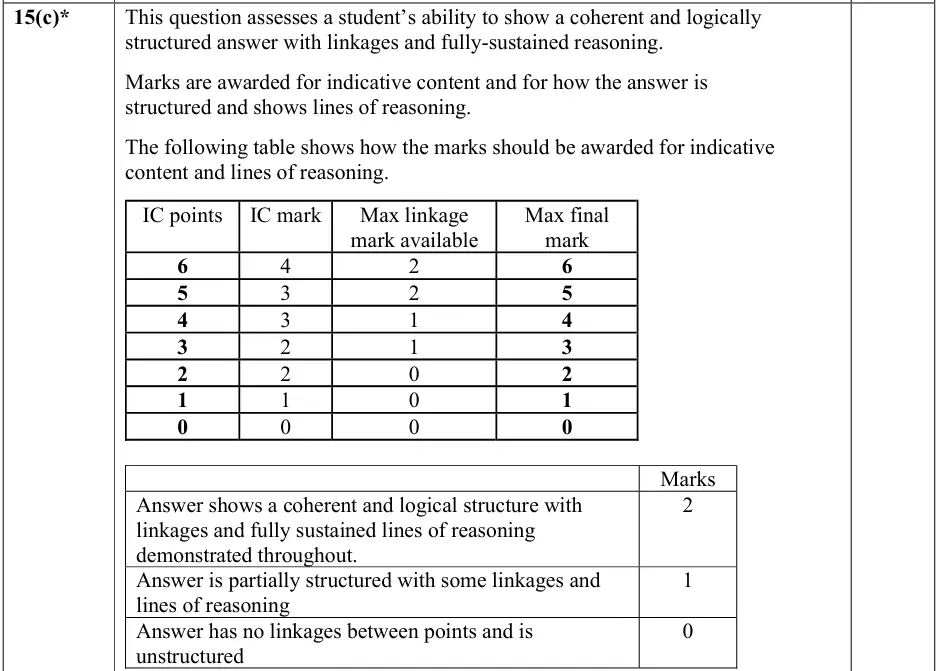 15(c)*
This question assesses a student's ability to show a coherent and logically
structured answer with linkages and fully-sustained reasoning.
Marks are awarded for indicative content and for how the answer is
structured and shows lines of reasoning.
The following table shows how the marks should be awarded for indicative
content and lines of reasoning.
IC points IC mark Max linkage mark available Max final mark
6 4 2 6
5 3 2 5
4 3 1 4
3 2 1 3
2 2 0 2
1 1 0 1
0 0 0 0
Marks
Answer shows a coherent and logical structure with 2
linkages and fully sustained lines of reasoning
demonstrated throughout.
Answer is partially structured with some linkages and 1
lines of reasoning
Answer has no linkages between points and is 0
unstructured